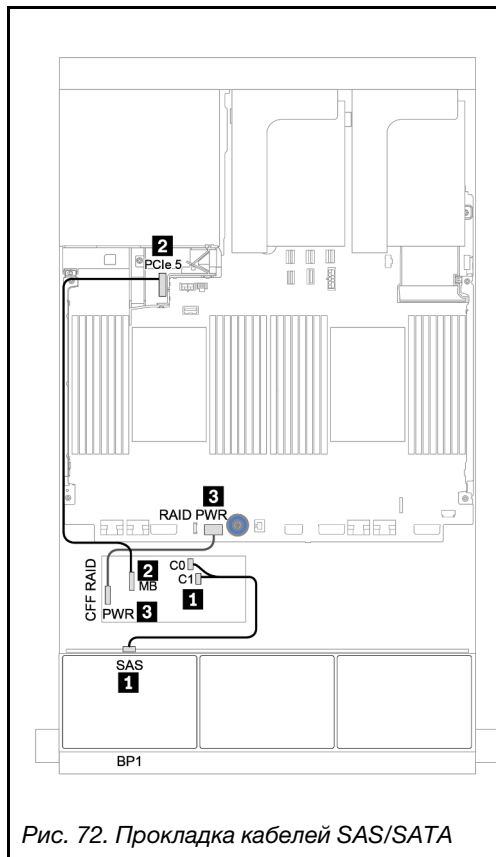 2
PCIe 5
3
RAID PWR
CFF RAID
2
MB
C0
C1
1
PWR 3
SAS
1
BP1
Рис. 72. Прокладка кабелей SAS/SATA